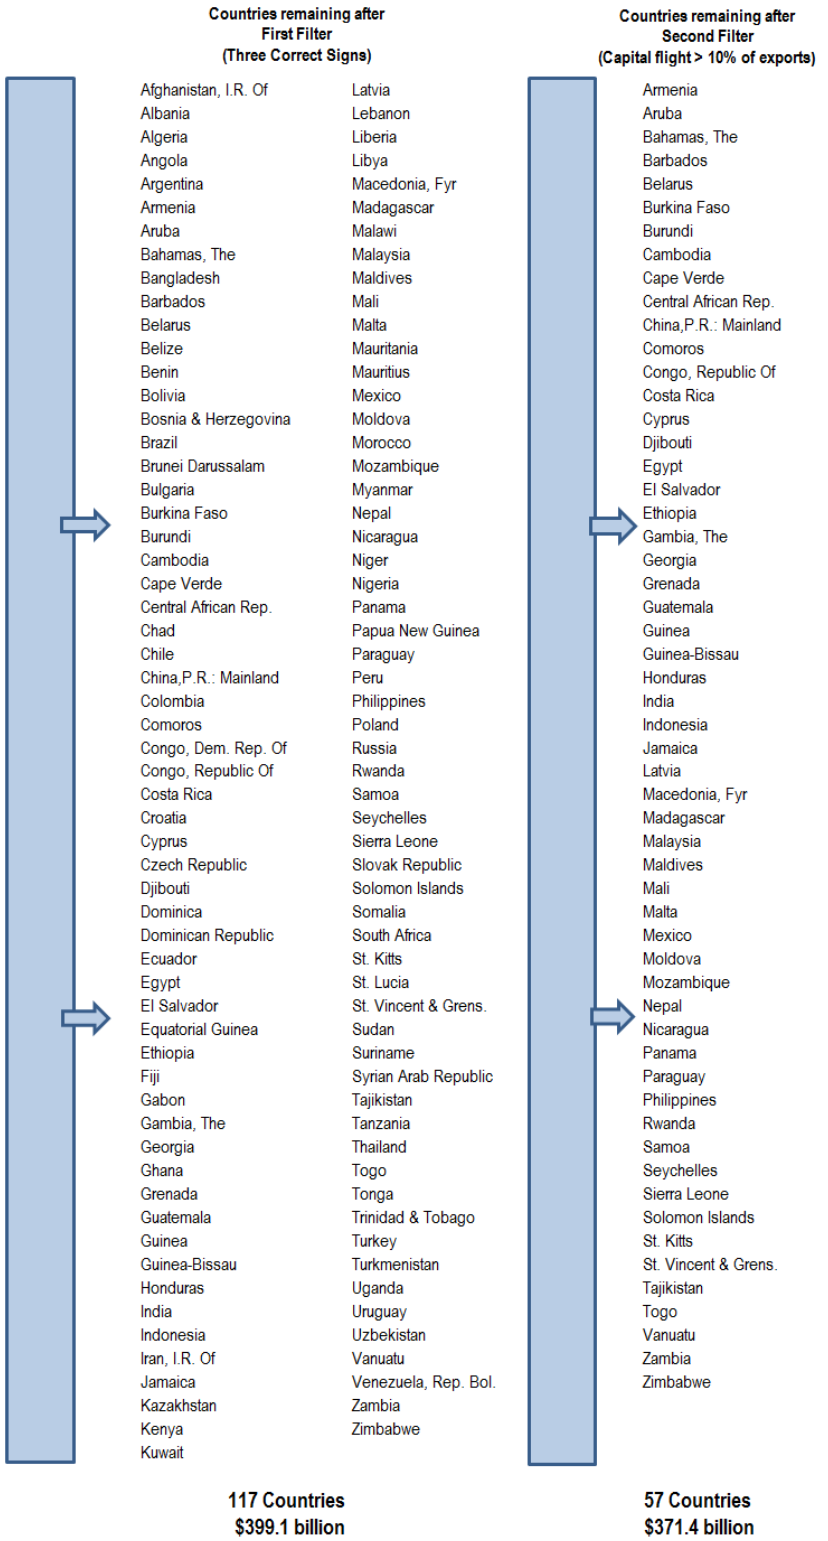 Countries remaining after
First Filter
(Three Correct Signs)
Afghanistan, I.R. Of
Albania
Algeria
Angola
Argentina
Armenia
Aruba
Bahamas, The
Bangladesh
Barbados
Belarus
Belize
Benin
Bolivia
Bosnia & Herzegovina
Brazil
Brunei Darussalam
Bulgaria
Burkina Faso
Burundi
Cambodia
Cape Verde
Central African Rep.
Chad
Chile
China,P.R.: Mainland
Colombia
Comoros
Congo, Dem. Rep. Of
Congo, Republic Of
Costa Rica
Croatia
Cyprus
Czech Republic
Djibouti
Dominica
Dominican Republic
Ecuador
Egypt
El Salvador
Equatorial Guinea
Ethiopia
Fiji
Gabon
Gambia, The
Georgia
Ghana
Grenada
Guatemala
Guinea
Guinea-Bissau
Honduras
India
Indonesia
Iran, I.R. Of
Jamaica
Kazakhstan
Kenya
Kuwait
Latvia
Lebanon
Liberia
Libya
Macedonia, Fyr
Madagascar
Malawi
Malaysia
Maldives
Mali
Malta
Mauritania
Mauritius
Mexico
Moldova
Morocco
Mozambique
Myanmar
Nepal
Nicaragua
Niger
Nigeria
Panama
Papua New Guinea
Paraguay
Peru
Philippines
Poland
Russia
Rwanda
Samoa
Seychelles
Sierra Leone
Slovak Republic
Solomon Islands
Somalia
South Africa
St. Kitts
St. Lucia
St. Vincent & Grens.
Sudan
Suriname
Syrian Arab Republic
Tajikistan
Tanzania
Thailand
Togo
Tonga
Trinidad & Tobago
Turkey
Turkmenistan
Uganda
Uruguay
Uzbekistan
Vanuatu
Venezuela, Rep. Bol.
Zambia
Zimbabwe
117 Countries
$399.1 billion
Countries remaining after
Second Filter
(Capital flight > 10% of exports)
Armenia
Aruba
Bahamas, The
Barbados
Belarus
Burkina Faso
Burundi
Cambodia
Cape Verde
Central African Rep.
China,P.R.: Mainland
Comoros
Congo, Republic Of
Costa Rica
Cyprus
Djibouti
Egypt
El Salvador
Ethiopia
Gambia, The
Georgia
Grenada
Guatemala
Guinea
Guinea-Bissau
Honduras
India
Indonesia
Jamaica
Latvia
Macedonia, Fyr
Madagascar
Malaysia
Maldives
Mali
Malta
Mexico
Moldova
Mozambique
Nepal
Nicaragua
Panama
Paraguay
Philippines
Rwanda
Samoa
Seychelles
Sierra Leone
Solomon Islands
St. Kitts
St. Vincent & Grens.
Tajikistan
Togo
Vanuatu
Zambia
Zimbabwe
57 Countries
$371.4 billion